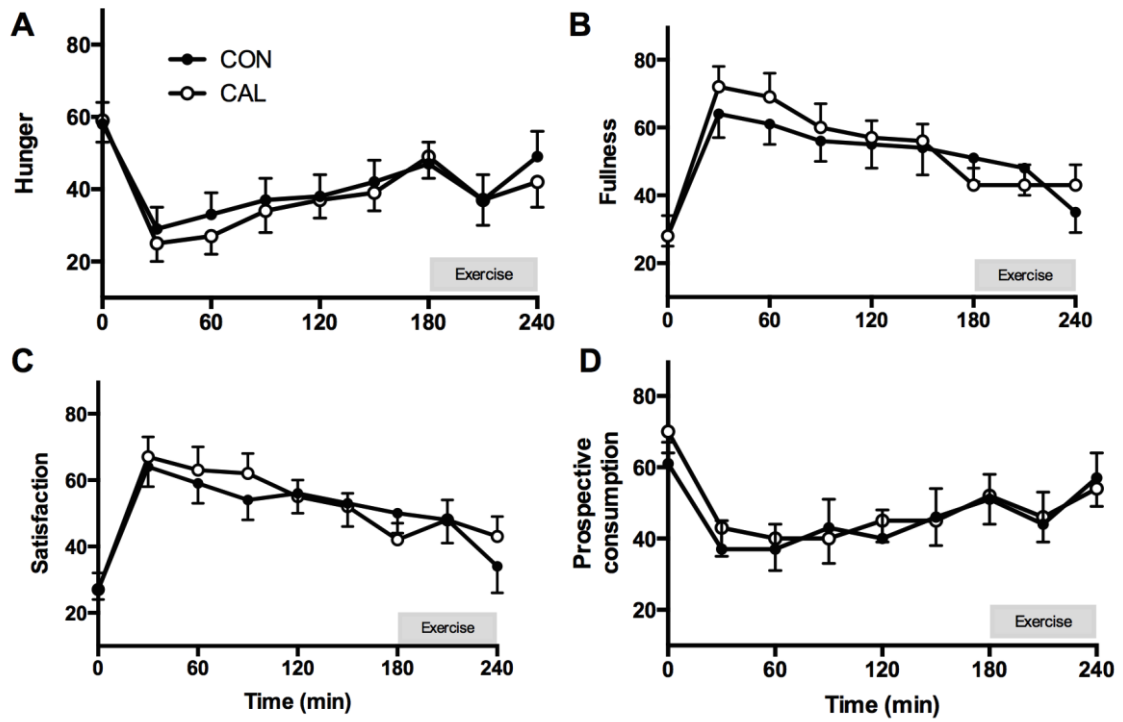 A
80
60
40
20
Hunger
CON
CAL
Exercise
0 60 120 180 240
B
80
60
40
20
Fullness
Exercise
0 60 120 180 240
C
80
60
40
20
Satisfaction
Exercise
0 60 120 180 240
Time (min)
D
80
60
40
20
Prospective
consumption
Exercise
0 60 120 180 240
Time (min)